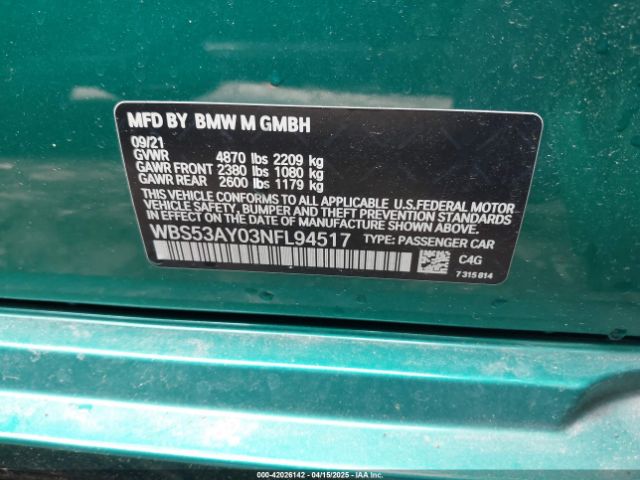 MFD BY BMW M GMBH
09/21
GVWR 4870 lbs 2209 kg
GAWR FRONT 2380 lbs 1080 kg
GAWR REAR 2600 lbs 1179 kg
THIS VEHICLE CONFORMS TO ALL APPLICABLE U.S.FEDERAL MOTOR
VEHICLE SAFETY, BUMPER AND THEFT PREVENTION STANDARDS
IN EFFECT ON THE DATE OF MANUFACTURE SHOWN ABOVE.
WBS53AY03NFL94517 TYPE: PASSENGER CAR
C4G
7315814
000-42026142 - 04/15/2025 - IAA Inc.